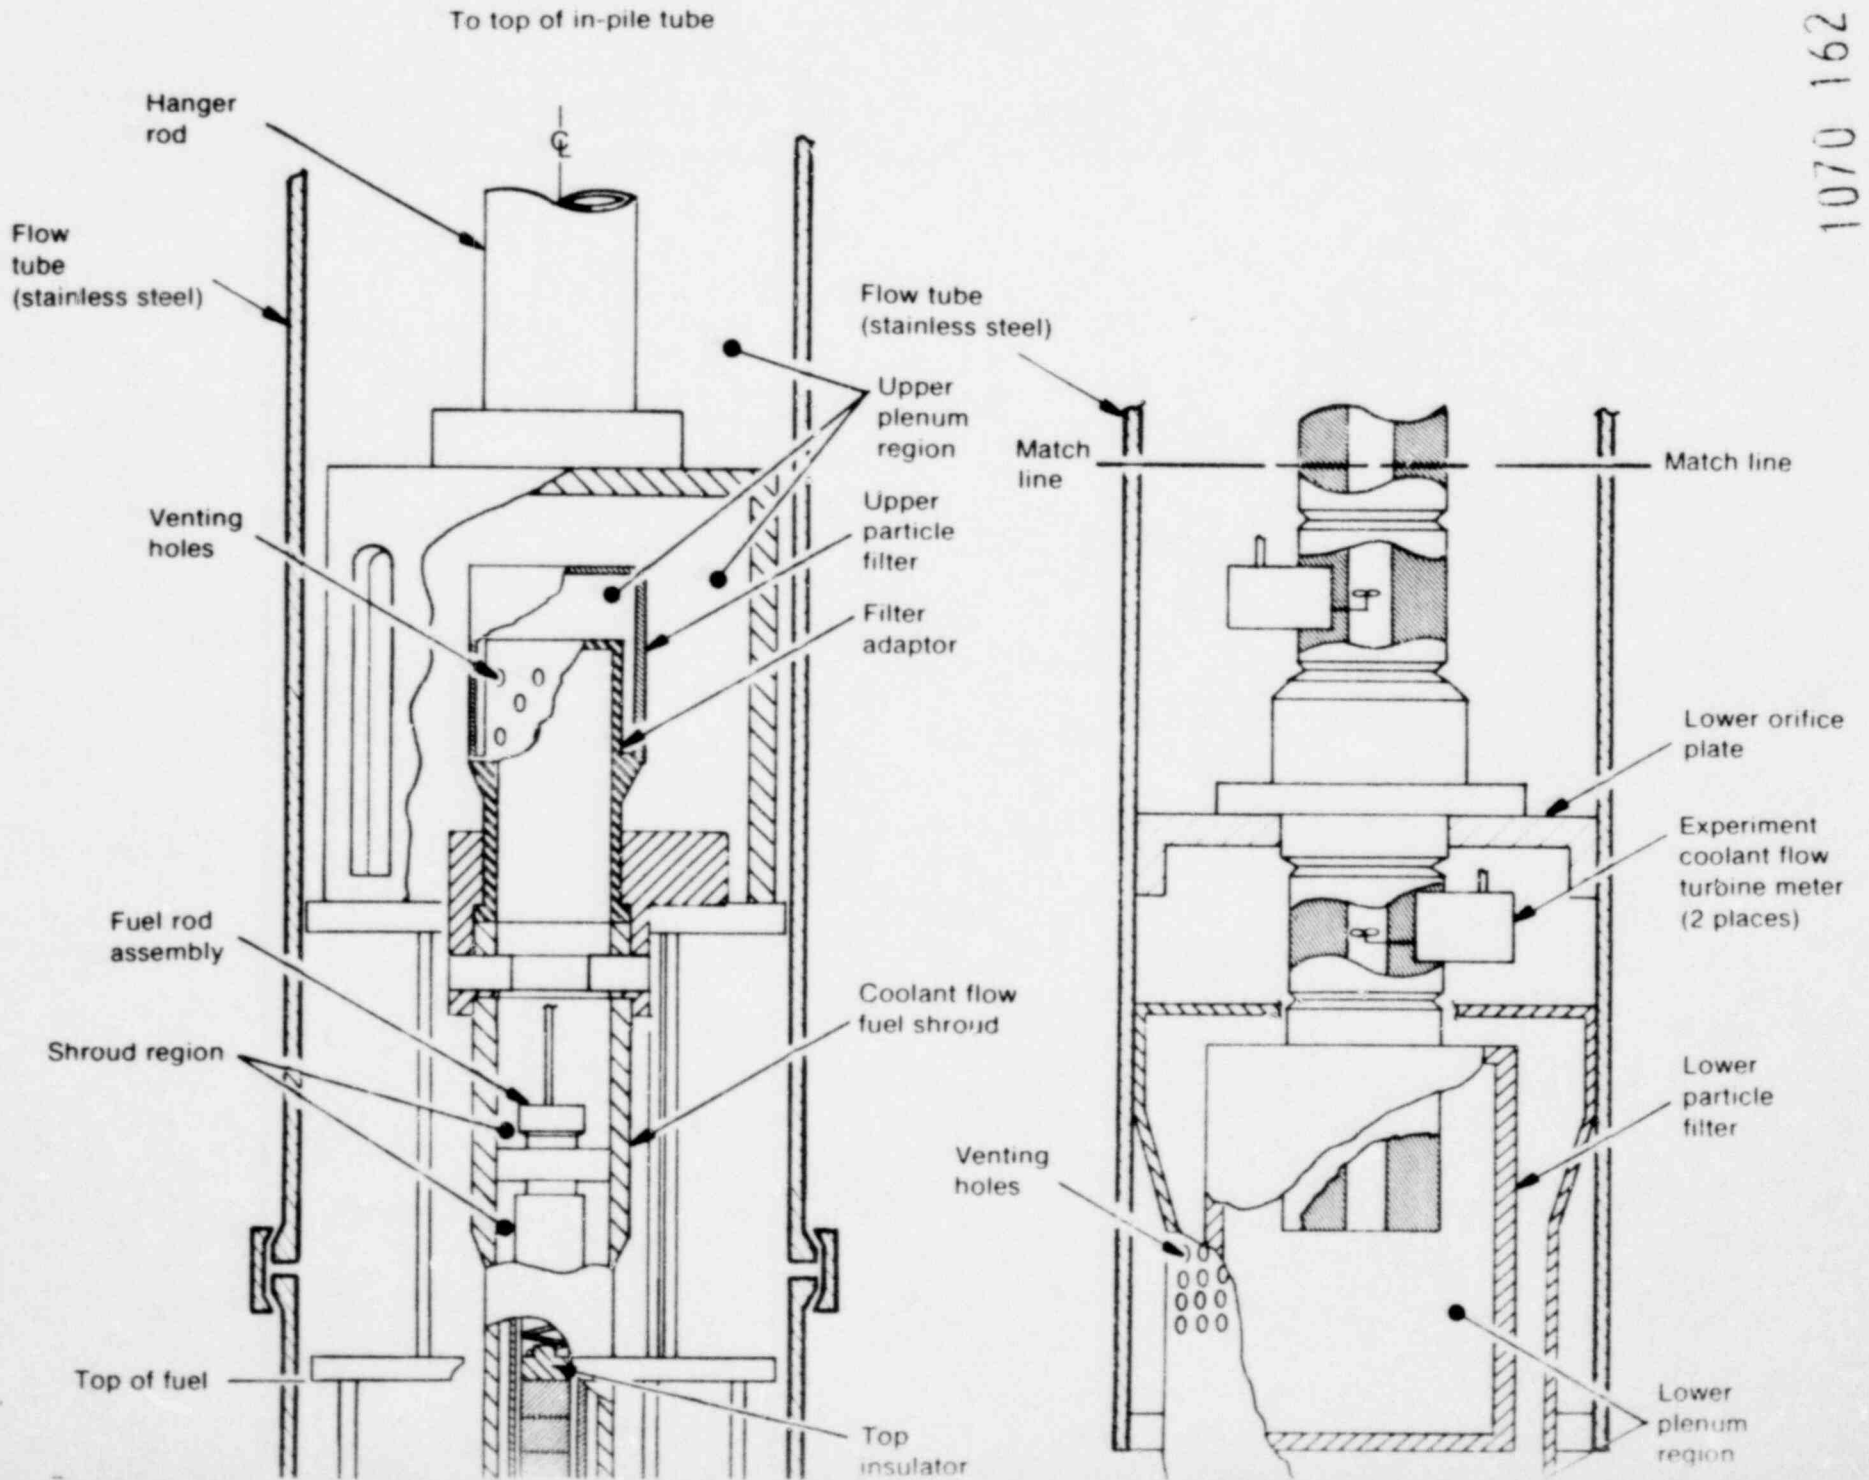 To top of in-pile tube
1070 162
Hanger
rod
℄
Flow
tube
(stainless steel)
Venting
holes
Fuel rod
assembly
Shroud region
Top of fuel
Upper
plenum
region
Upper
particle
filter
Filter
adaptor
Coolant flow
fuel shroud
Top
insulator
Flow tube
(stainless steel)
Match
line
Match line
Lower orifice
plate
Experiment
coolant flow
turbine meter
(2 places)
Lower
particle
filter
Venting
holes
Lower
plenum
region